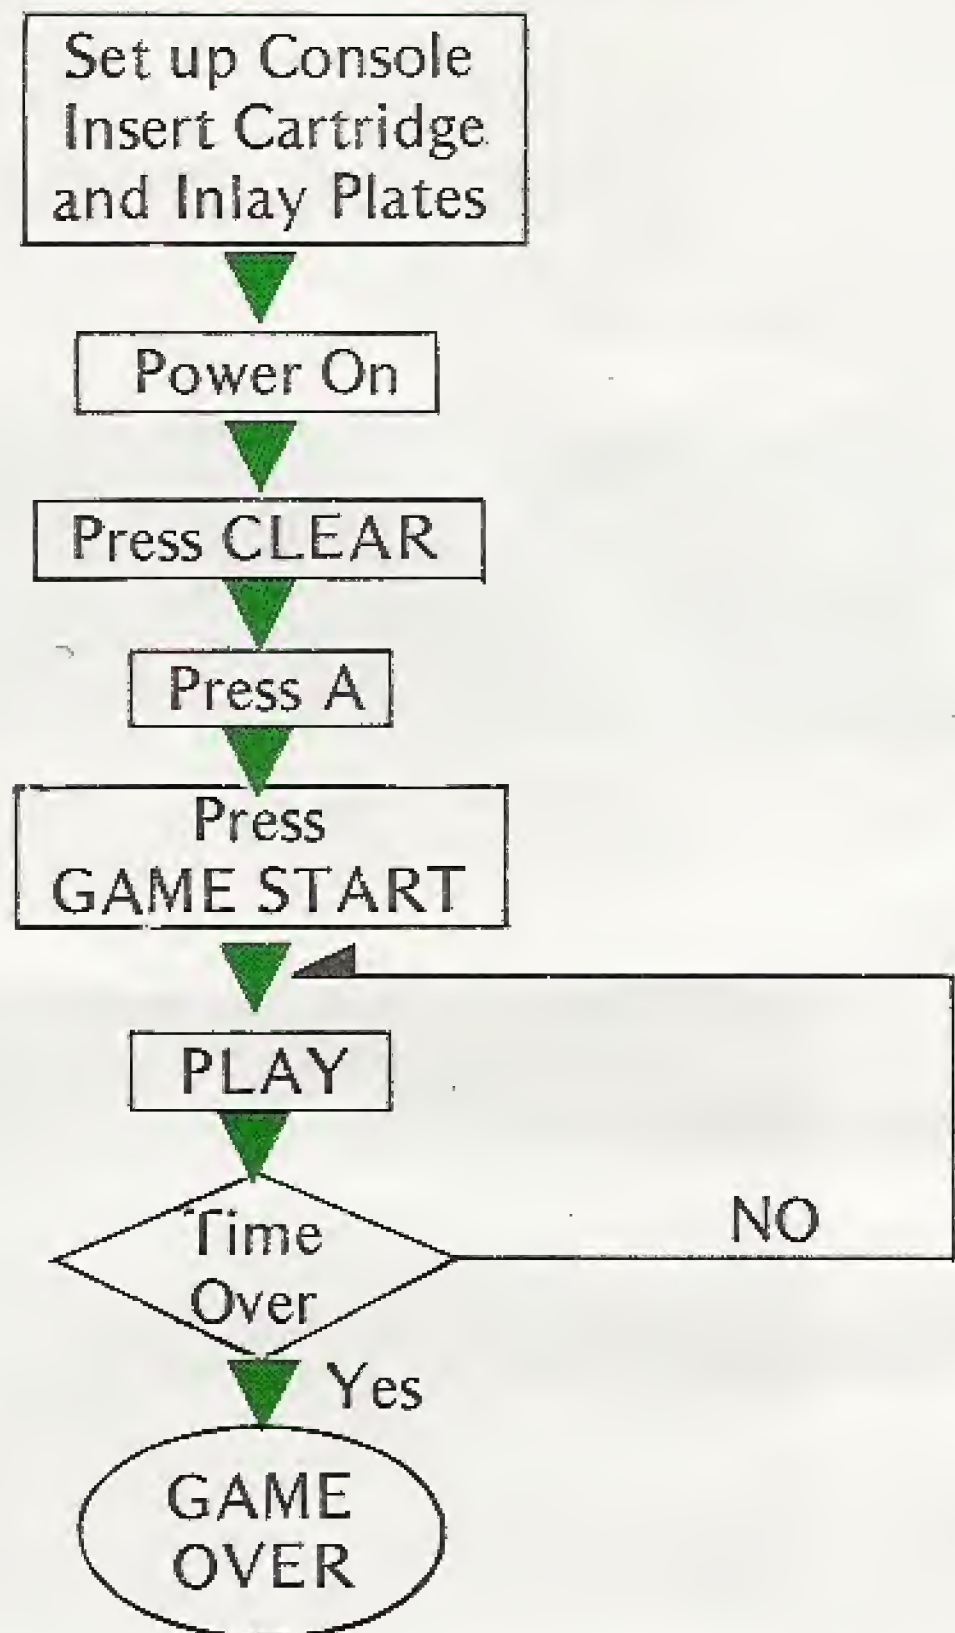 Set up Console
Insert Cartridge
and Inlay Plates
Power On
Press CLEAR
Press A
Press
GAME START
PLAY
Time
Over
NO
Yes
GAME
OVER